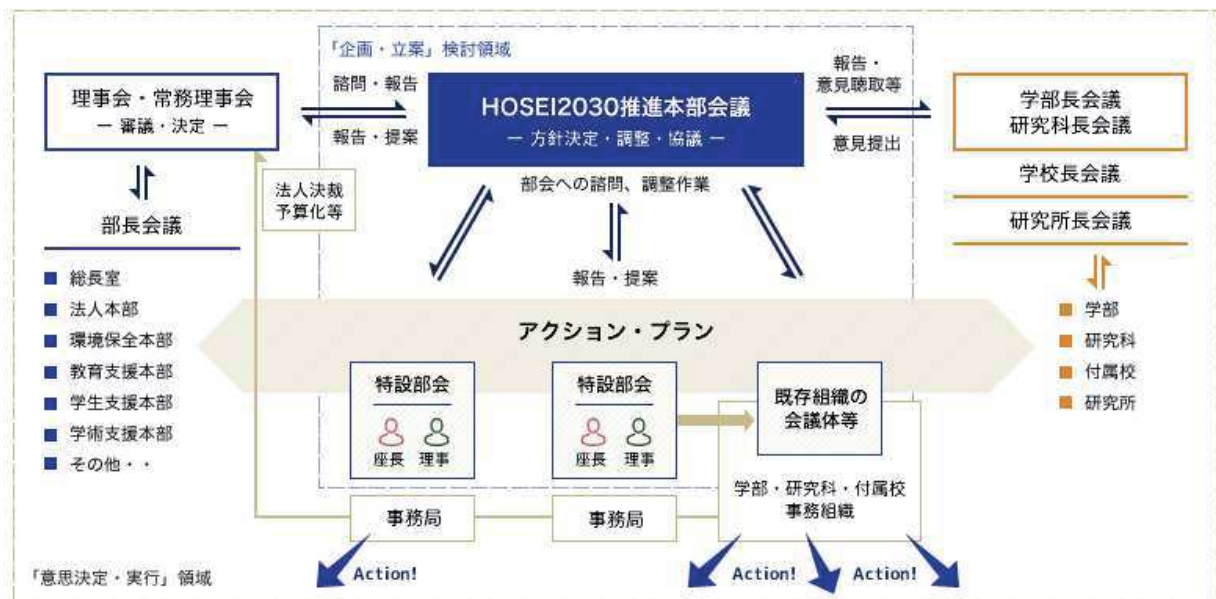 「企画・立案」検討領域
理事会・常務理事会
― 審議・決定 ―
諮問・報告
報告・提案
HOSEI2030推進本部会議
― 方針決定・調整・協議 ―
報告・
意見聴取等
意見提出
学部長会議
研究科長会議
学校長会議
研究所長会議
法人決裁
予算化等
部会への諮問、調整作業
報告・提案
部長会議
総長室
法人本部
環境保全本部
教育支援本部
学生支援本部
学術支援本部
その他・・
学部
研究科
付属校
研究所
アクション・プラン
特設部会
座長 理事
特設部会
座長 理事
既存組織の
会議体等
学部・研究科・付属校
事務組織
事務局
事務局
Action!
Action!
Action!
「意思決定・実行」領域